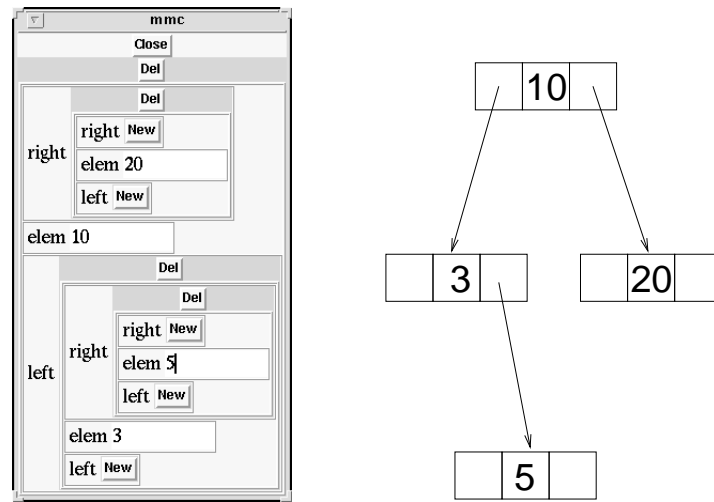 mmc
Close
Del
Del
right New
right
elem 20
left New
elem 10
Del
Del
right New
right
elem 5
left
left New
elem 3
left New
10
3
20
5